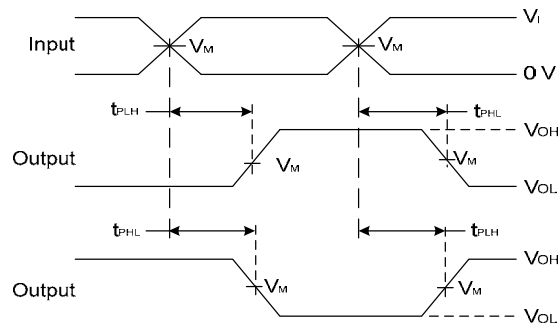 V_I
Input V_M V_M
0 V
t_PLH t_PHL
V_OH
Output V_M V_M
V_OL
t_PHL t_PLH
V_OH
Output V_M V_M
V_OL